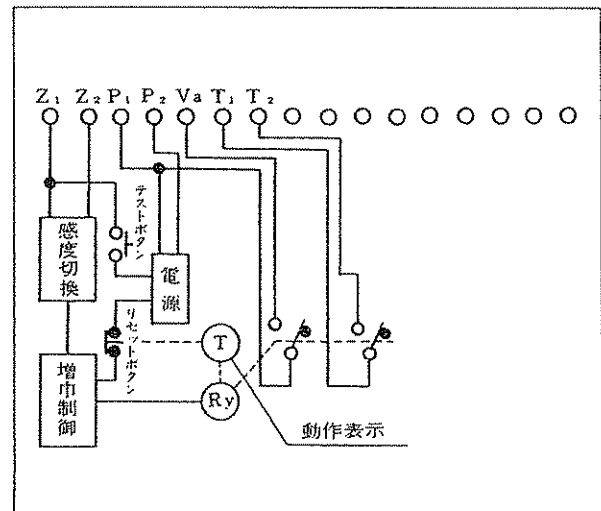 Z₁ Z₂ P₁ P₂ Va T₁ T₂
テストボタン
感度切換
電源
リセットボタン
T
増巾制御
Ry
動作表示